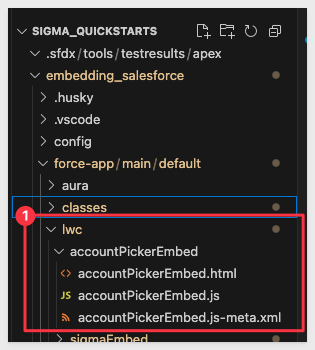 SIGMA_QUICKSTARTS
.sfdx/tools/testresults/apex
embedding_salesforce
.husky
.vscode
config
force-app/main/default
aura
classes
1
lwc
accountPickerEmbed
<> accountPickerEmbed.html
JS accountPickerEmbed.js
accountPickerEmbed.js-meta.xml
sigmaEmbed